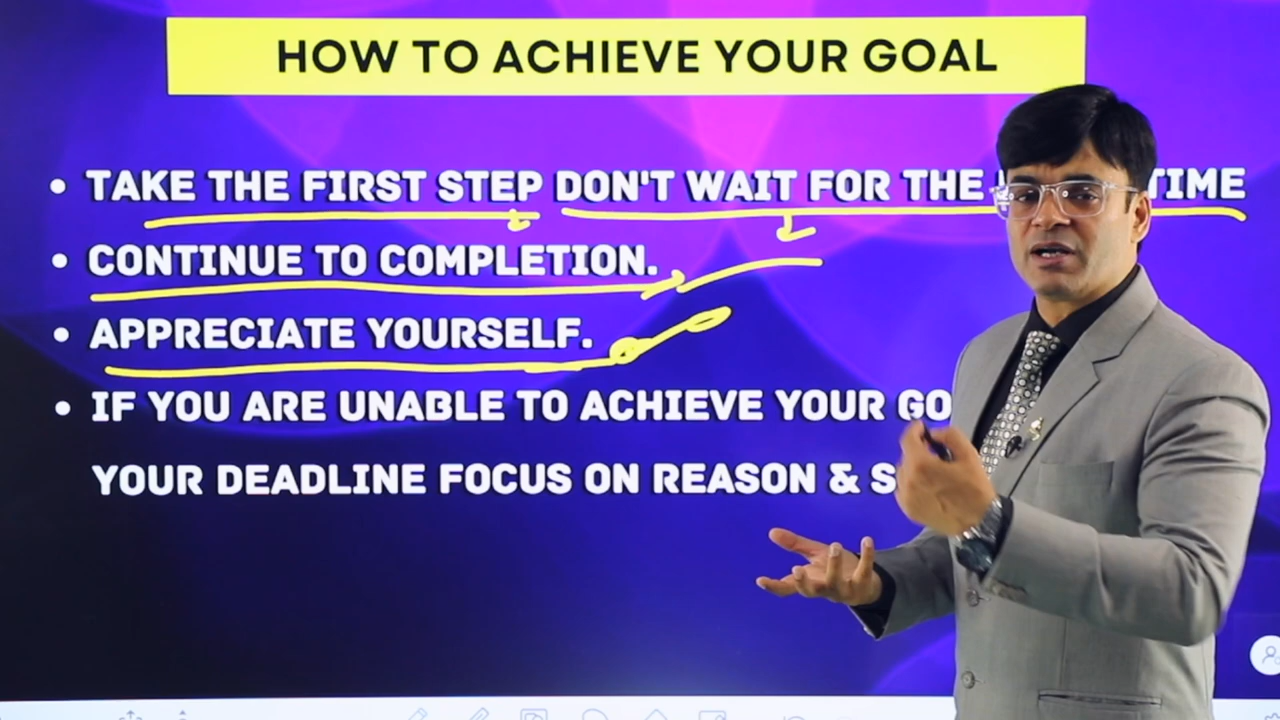 HOW TO ACHIEVE YOUR GOAL
• TAKE THE FIRST STEP DON'T WAIT FOR THE TIME
• CONTINUE TO COMPLETION.
• APPRECIATE YOURSELF.
• IF YOU ARE UNABLE TO ACHIEVE YOUR
YOUR DEADLINE FOCUS ON REASON &